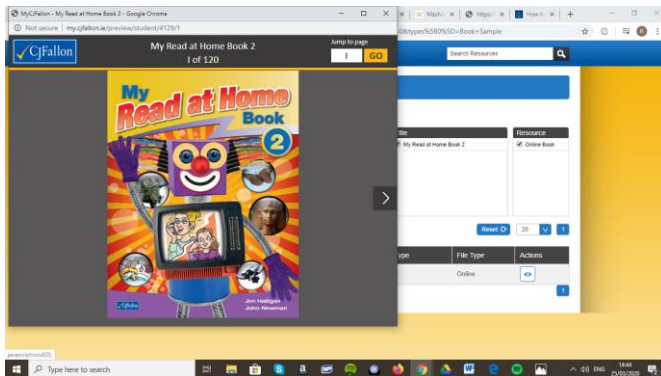 MyCJFallon - My Read at Home Book 2 - Google Chrome
Not secure | my.cjfallon.ie/preview/student/4129/1
CJFallon
My Read at Home Book 2
1 of 120
Jump to page
1
GO
My
Read at Home
Book
2
CJFallon
Jim Halligan
John Newman
Search Resources
Title
My Read at Home Book 2
Resource
Online Book
Reset
20
1
Type
File Type
Actions
Online
1
javascript:void(0);
Type here to search
ENG
14:44
25/03/2020